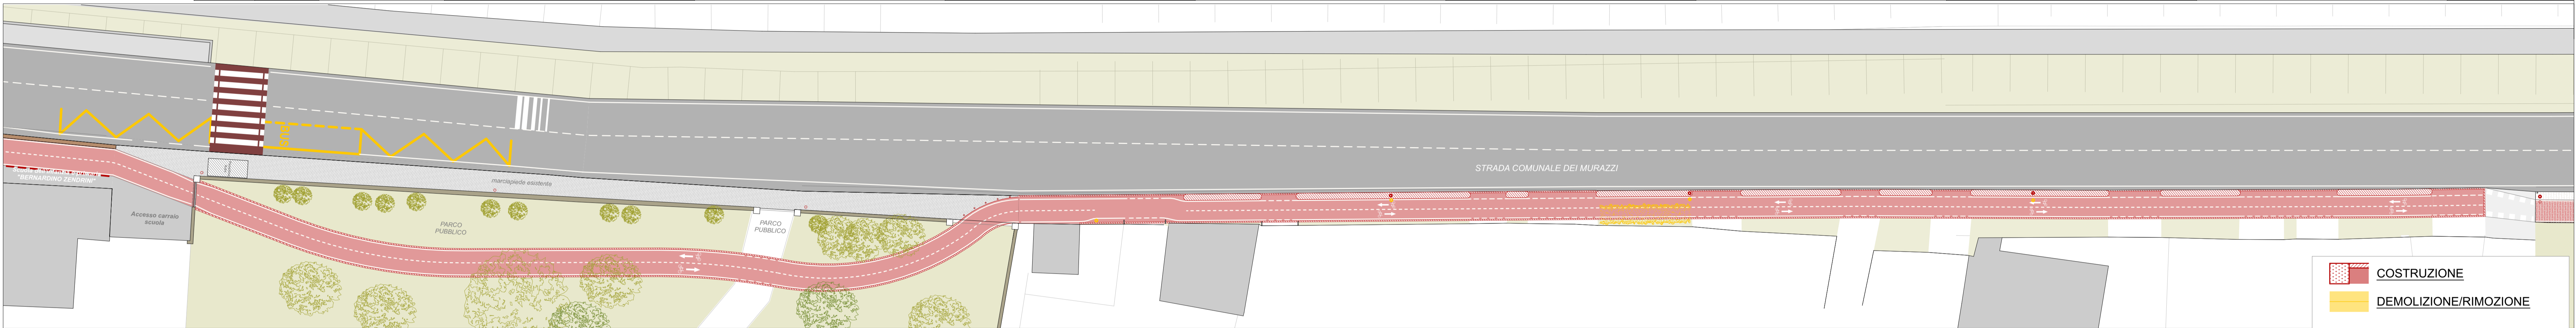 BUS
"BERNARDINO ZENDRINI"
Accesso carraio
scuola
marciapiede esistente
PARCO
PUBBLICO
PARCO
PUBBLICO
STRADA COMUNALE DEI MURAZZI
COSTRUZIONE
DEMOLIZIONE/RIMOZIONE